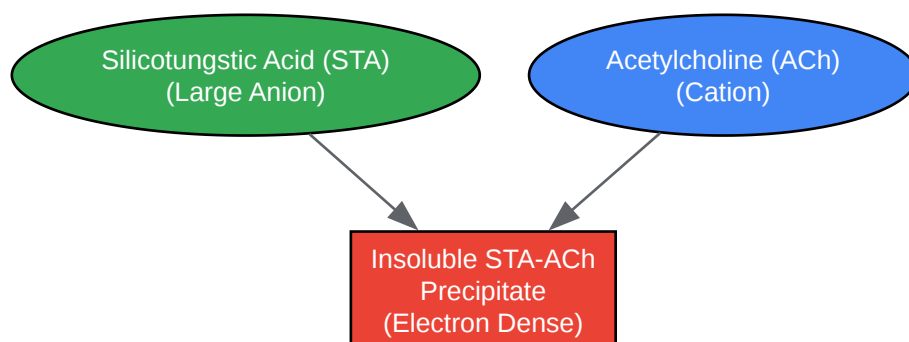 Silicotungstic Acid (STA)
(Large Anion)
Acetylcholine (ACh)
(Cation)
Insoluble STA-ACh
Precipitate
(Electron Dense)